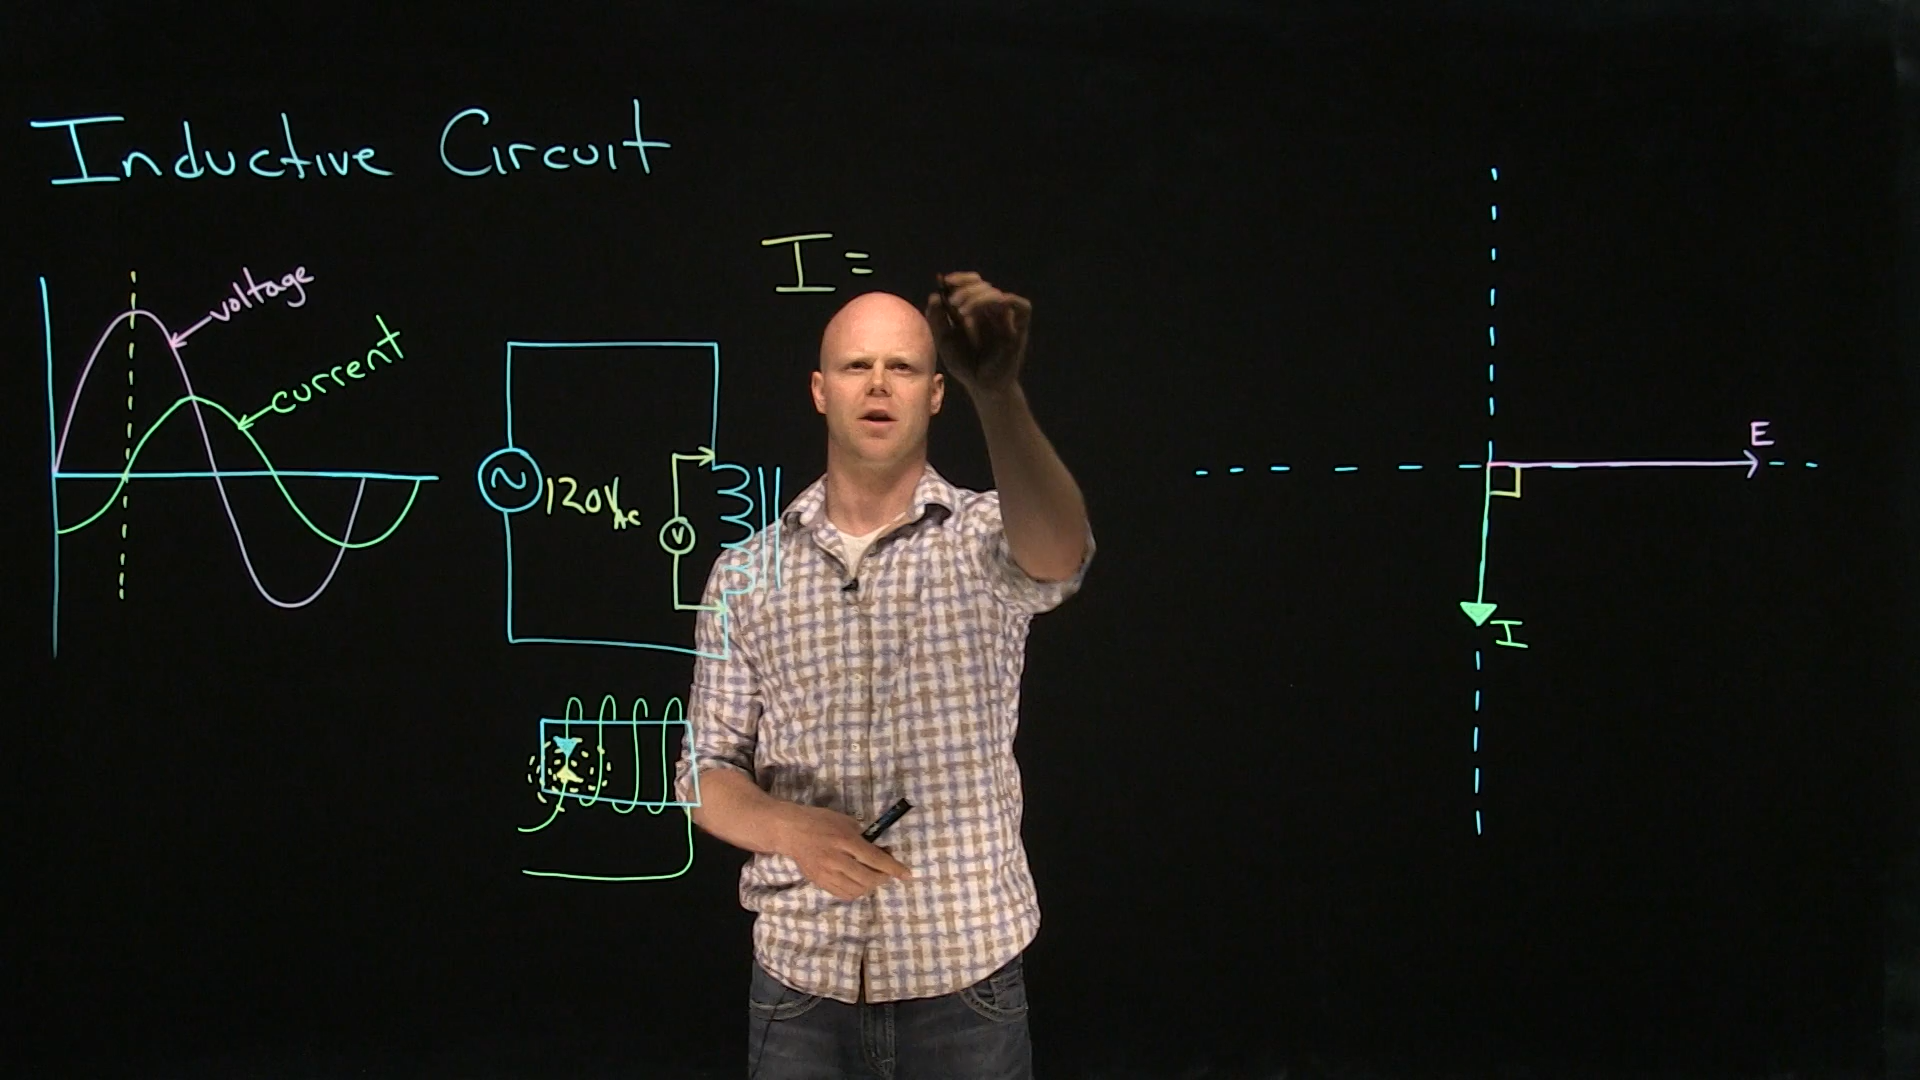 Inductive Circuit
I =
voltage
current
120VAC
V
E
I